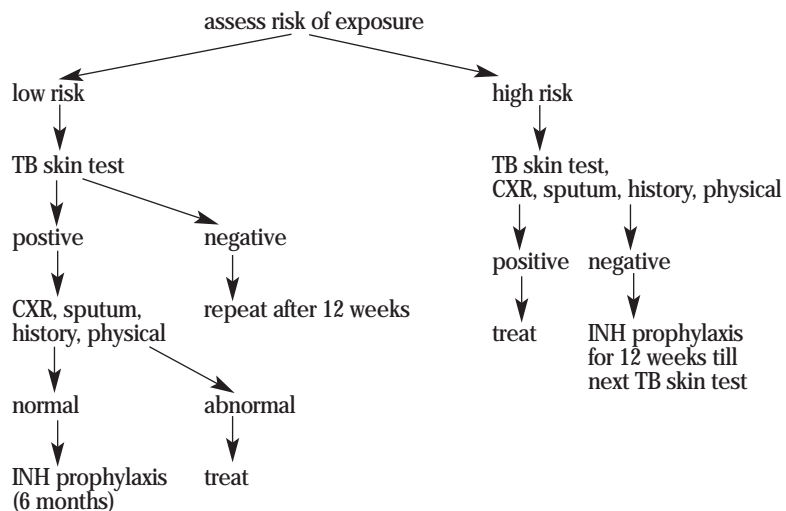 assess risk of exposure
low risk
high risk
TB skin test
TB skin test,
CXR, sputum, history, physical
postive
negative
positive
negative
CXR, sputum,
history, physical
repeat after 12 weeks
treat
INH prophylaxis
for 12 weeks till
next TB skin test
normal
abnormal
INH prophylaxis
(6 months)
treat